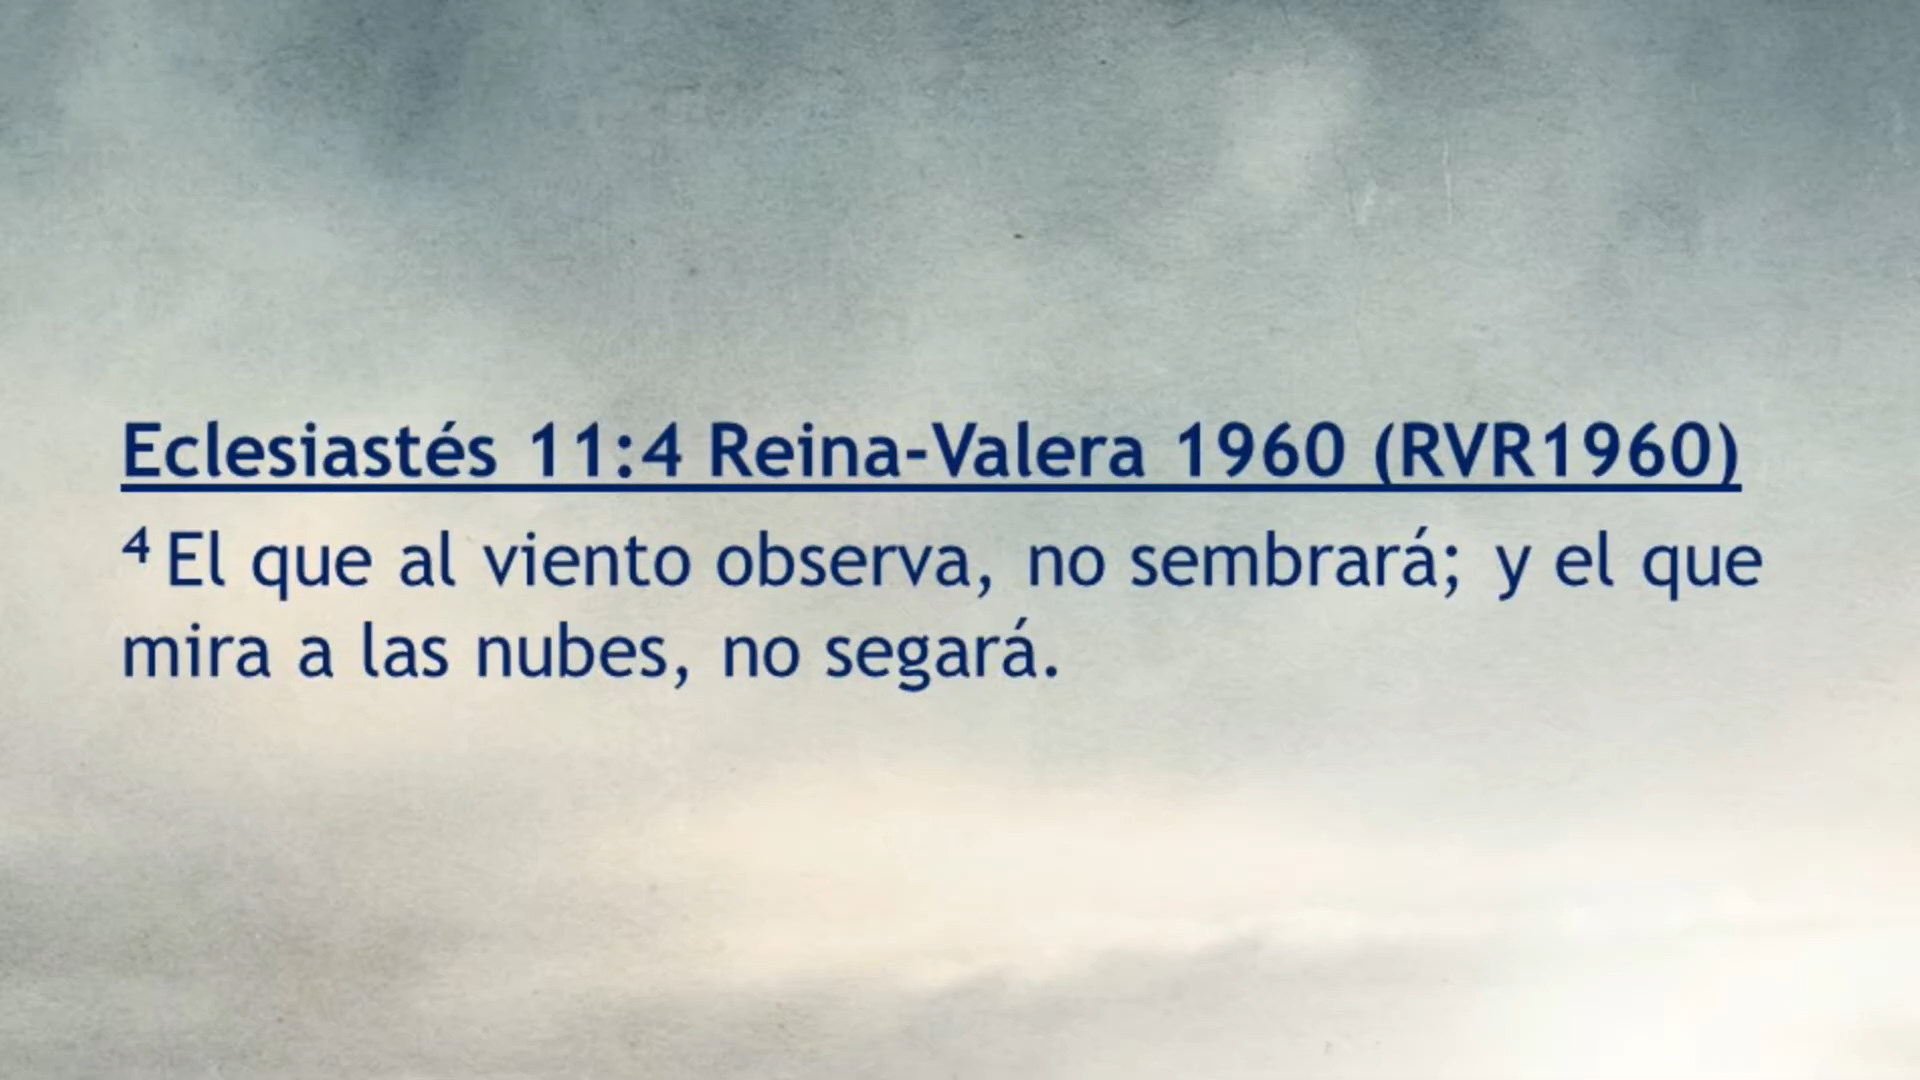 Eclesiastés 11:4 Reina-Valera 1960 (RVR1960)
4 El que al viento observa, no sembrará; y el que
mira a las nubes, no segará.